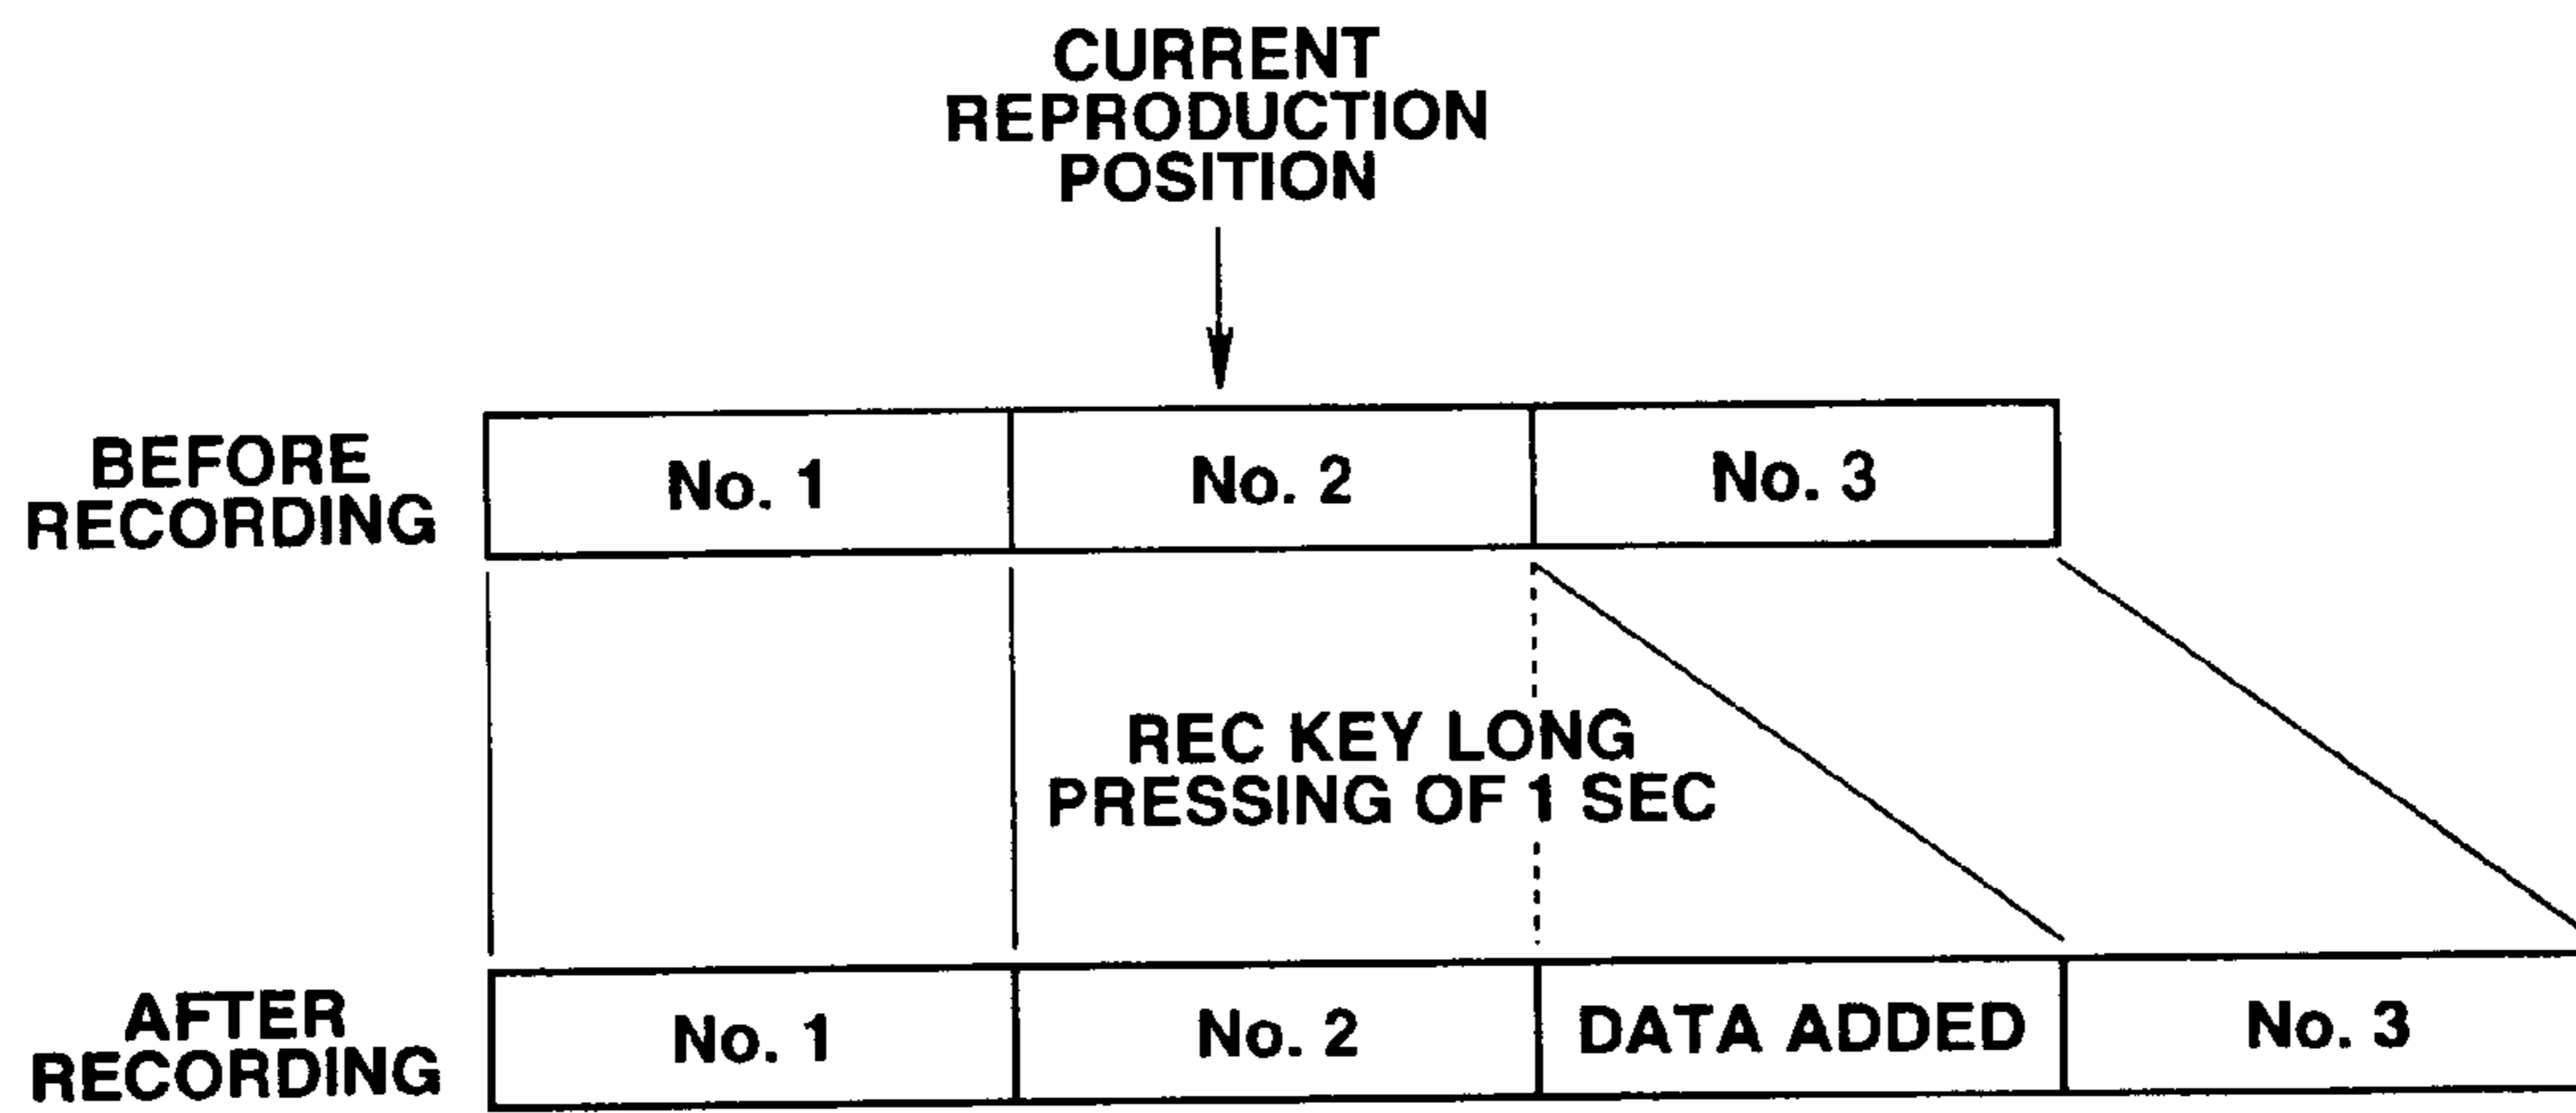 CURRENT
REPRODUCTION
POSITION
BEFORE
RECORDING
No. 1
No. 2
No. 3
REC KEY LONG
PRESSING OF 1 SEC
AFTER
RECORDING
No. 1
No. 2
DATA ADDED
No. 3